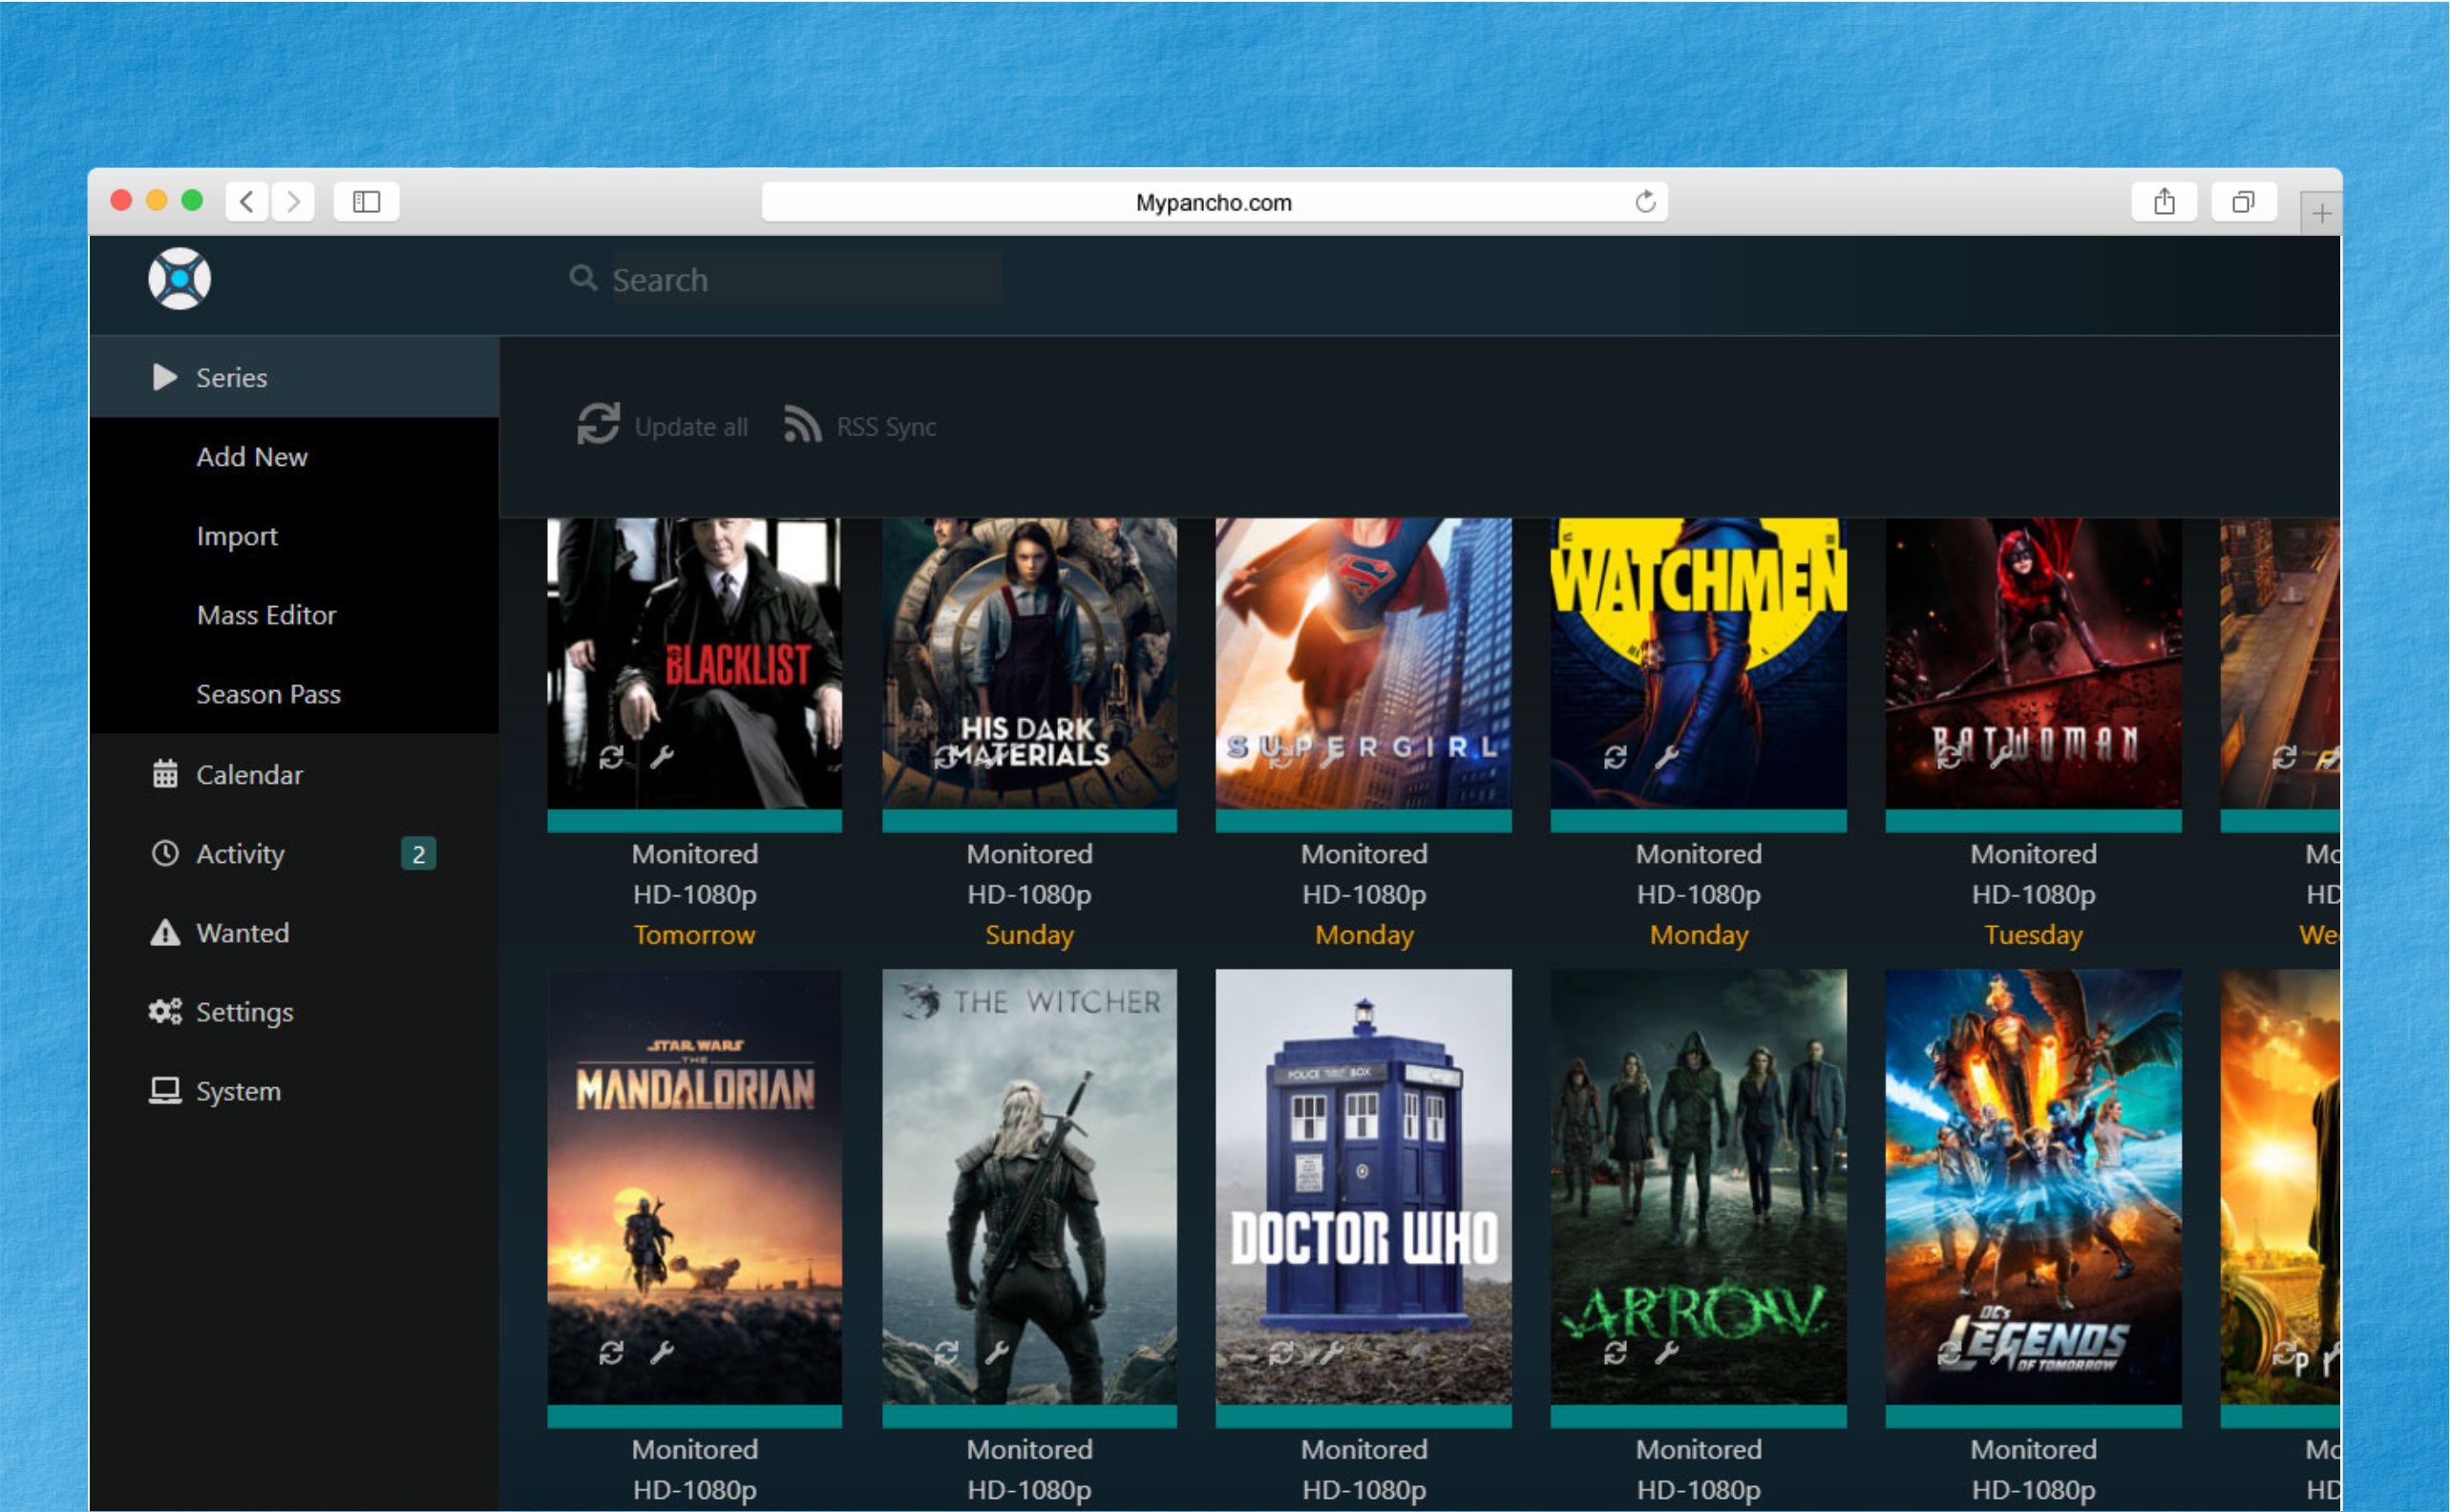 Mypancho.com
Search
Series
Update all
RSS Sync
Add New
Import
Mass Editor
Season Pass
Calendar
Activity
2
Wanted
Settings
System
BLACKLIST
HIS DARK
MATERIALS
SUPERGIRL
WATCHMEN
BATWOMAN
Monitored
Monitored
Monitored
Monitored
Monitored
HD-1080p
HD-1080p
HD-1080p
HD-1080p
HD-1080p
HD
Tomorrow
Sunday
Monday
Monday
Tuesday
We
STAR WARS
THE
MANDALORIAN
THE WITCHER
POLICE BOX
DOCTOR WHO
ARROW
DC's
LEGENDS
OF TOMORROW
Monitored
Monitored
Monitored
Monitored
Monitored
HD-1080p
HD-1080p
HD-1080p
HD-1080p
HD-1080p
HD